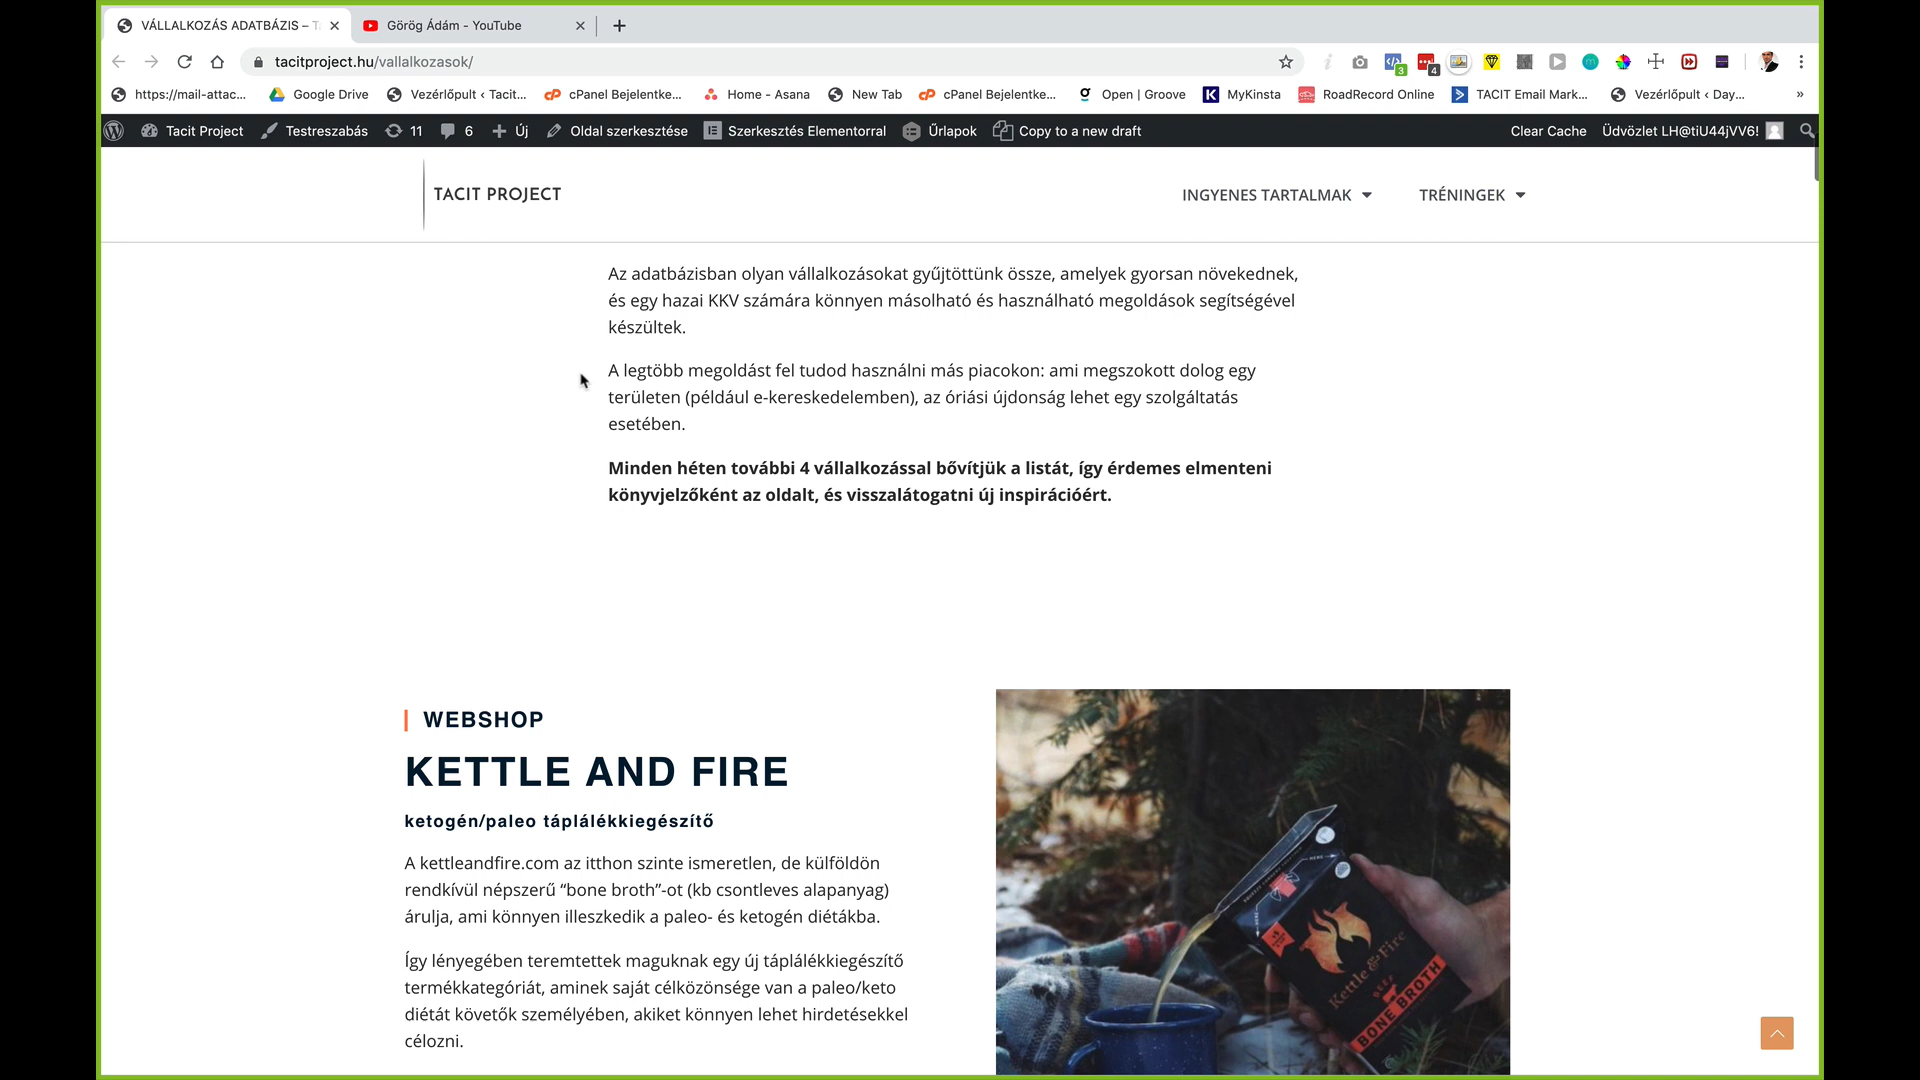 VÁLLALKOZÁS ADATBÁZIS – T
Görög Ádám - YouTube
tacitproject.hu/vallalkozasok/
3
4
https://mail-attac...
Google Drive
Vezérlőpult ‹ Tacit...
cPanel Bejelentke...
Home - Asana
New Tab
cPanel Bejelentke...
Open | Groove
MyKinsta
RoadRecord Online
TACIT Email Mark...
Vezérlőpult ‹ Day...
»
Tacit Project
Testreszabás
11
6
Új
Oldal szerkesztése
Szerkesztés Elementorral
Űrlapok
Copy to a new draft
Clear Cache
Üdvözlet LH@tiU44jVV6!
TACIT PROJECT
INGYENES TARTALMAK
TRÉNINGEK
Az adatbázisban olyan vállalkozásokat gyűjtöttünk össze, amelyek gyorsan növekednek,
és egy hazai KKV számára könnyen másolható és használható megoldások segítségével
készültek.
A legtöbb megoldást fel tudod használni más piacokon: ami megszokott dolog egy
területen (például e-kereskedelemben), az óriási újdonság lehet egy szolgáltatás
esetében.
Minden héten további 4 vállalkozással bővítjük a listát, így érdemes elmenteni
könyvjelzőként az oldalt, és visszalátogatni új inspirációért.
WEBSHOP
KETTLE AND FIRE
ketogén/paleo táplálékkiegészítő
A kettleandfire.com az itthon szinte ismeretlen, de külföldön
rendkívül népszerű “bone broth”-ot (kb csontleves alapanyag)
árulja, ami könnyen illeszkedik a paleo- és ketogén diétákba.
Így lényegében teremtettek maguknak egy új táplálékkiegészítő
termékkategóriát, aminek saját célközönsége van a paleo/keto
diétát követők személyében, akiket könnyen lehet hirdetésekkel
célozni.
Kettle & Fire
BEEF
BONE BROTH